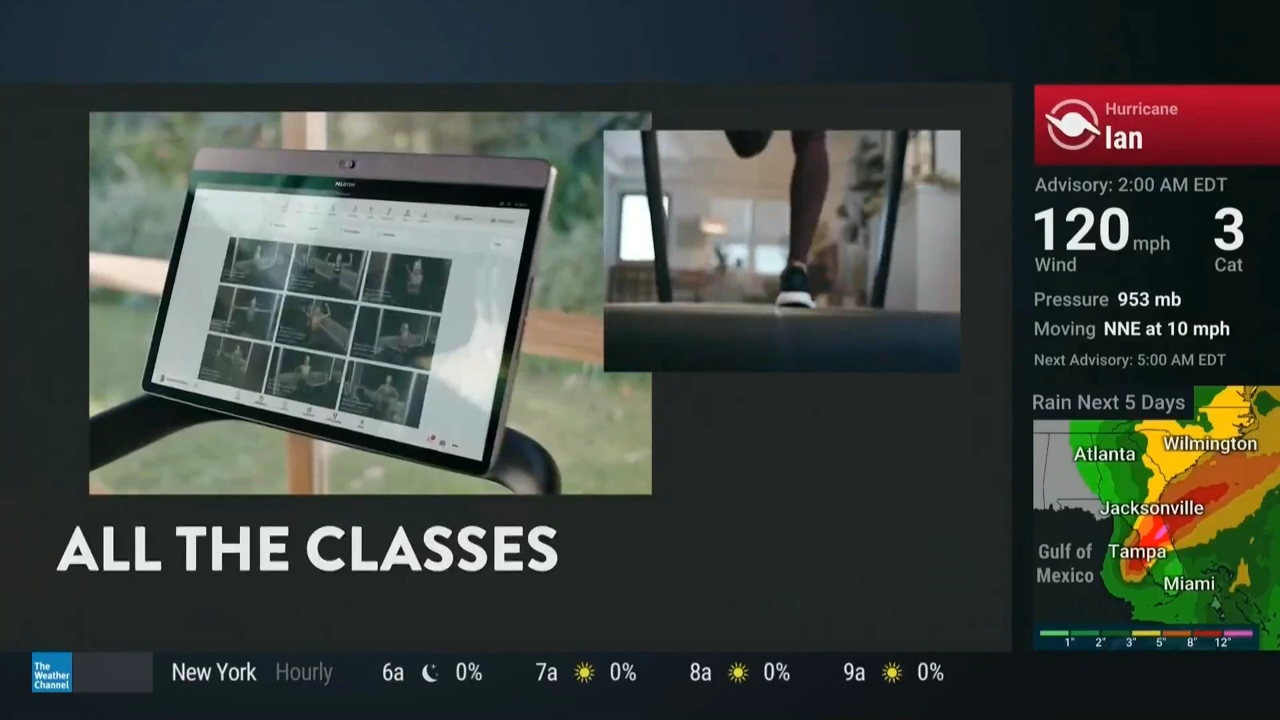 PELOTON
ALL THE CLASSES
Hurricane
Ian
Advisory: 2:00 AM EDT
120 mph 3
Wind Cat
Pressure 953 mb
Moving NNE at 10 mph
Next Advisory: 5:00 AM EDT
Rain Next 5 Days
Atlanta
Wilmington
Jacksonville
Gulf of
Mexico
Tampa
Miami
1" 2" 3" 5" 8" 12"
The
Weather
Channel
New York Hourly 6a 0% 7a 0% 8a 0% 9a 0%